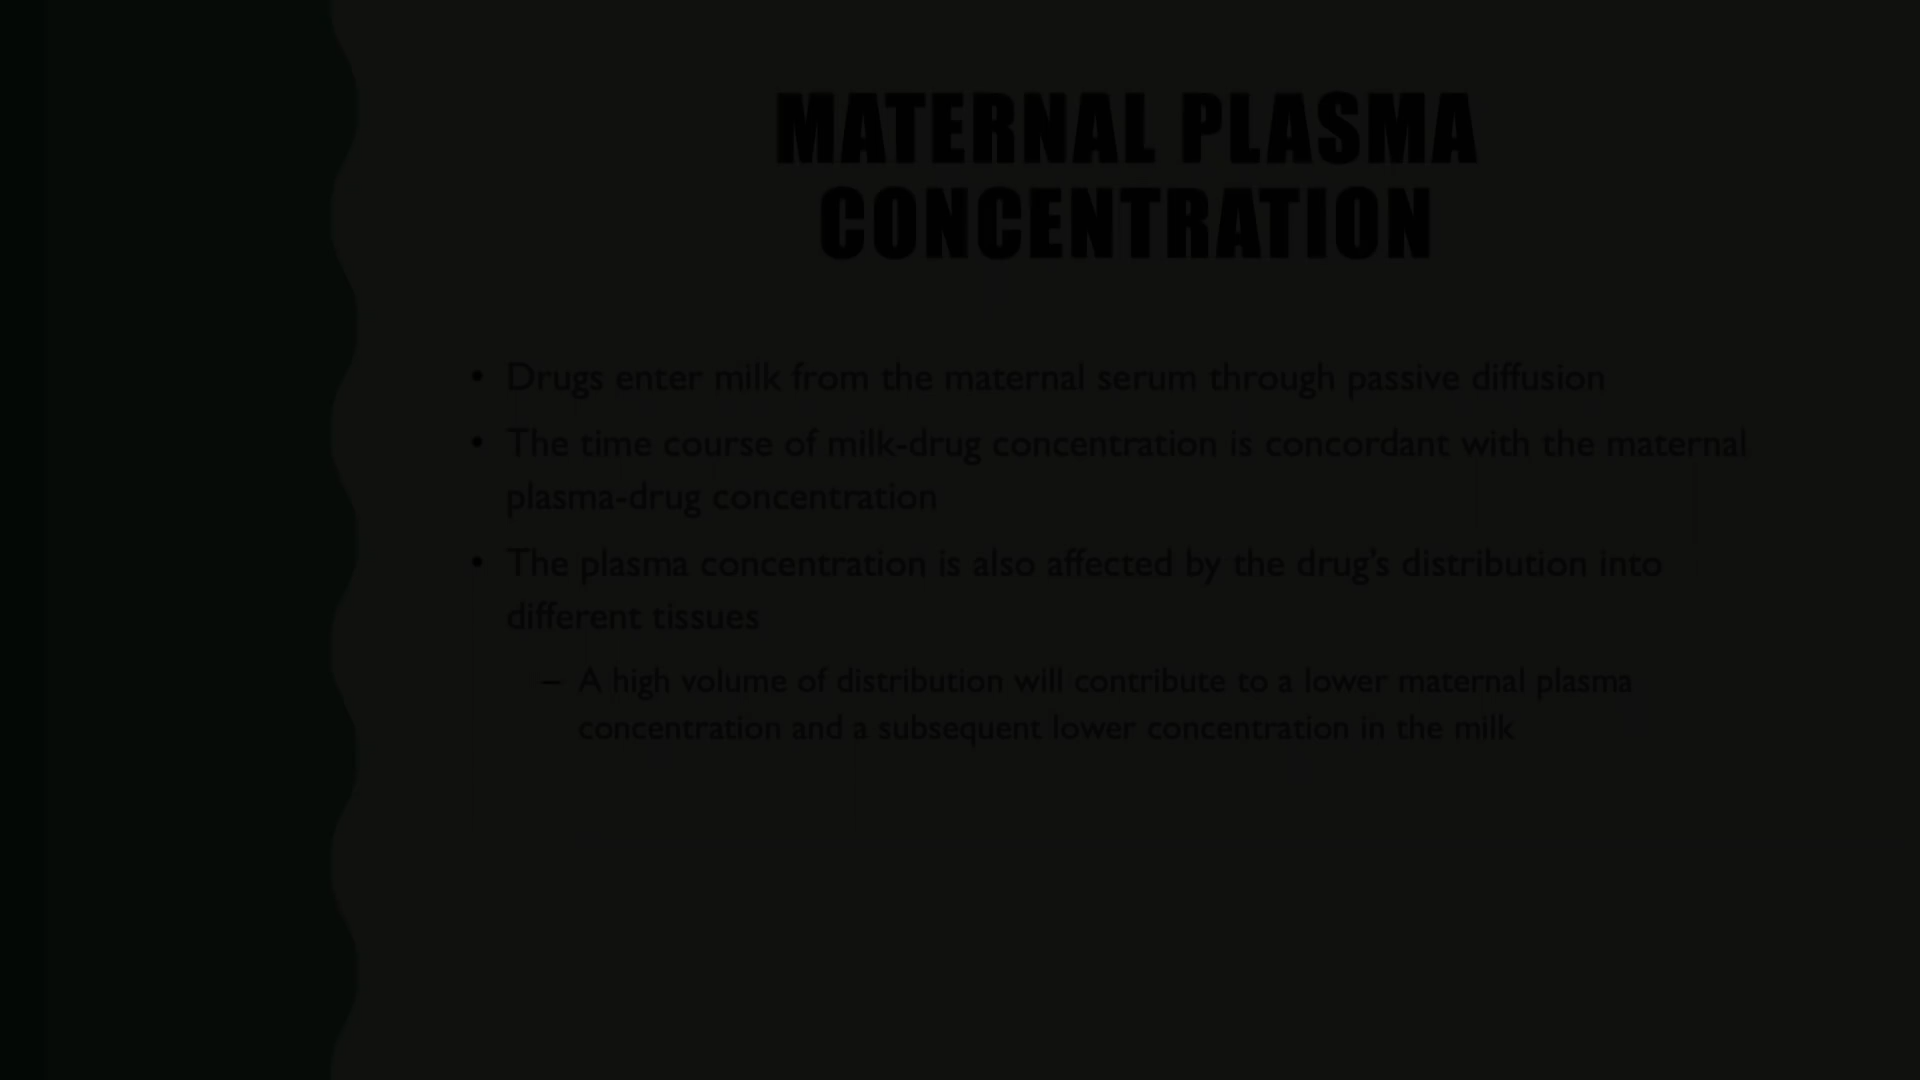 MATERNAL PLASMA
CONCENTRATION
• Drugs enter milk from the maternal serum through passive diffusion
• The time course of milk-drug concentration is concordant with the maternal
plasma-drug concentration
• The plasma concentration is also affected by the drug’s distribution into
different tissues
– A high volume of distribution will contribute to a lower maternal plasma
concentration and a subsequent lower concentration in the milk